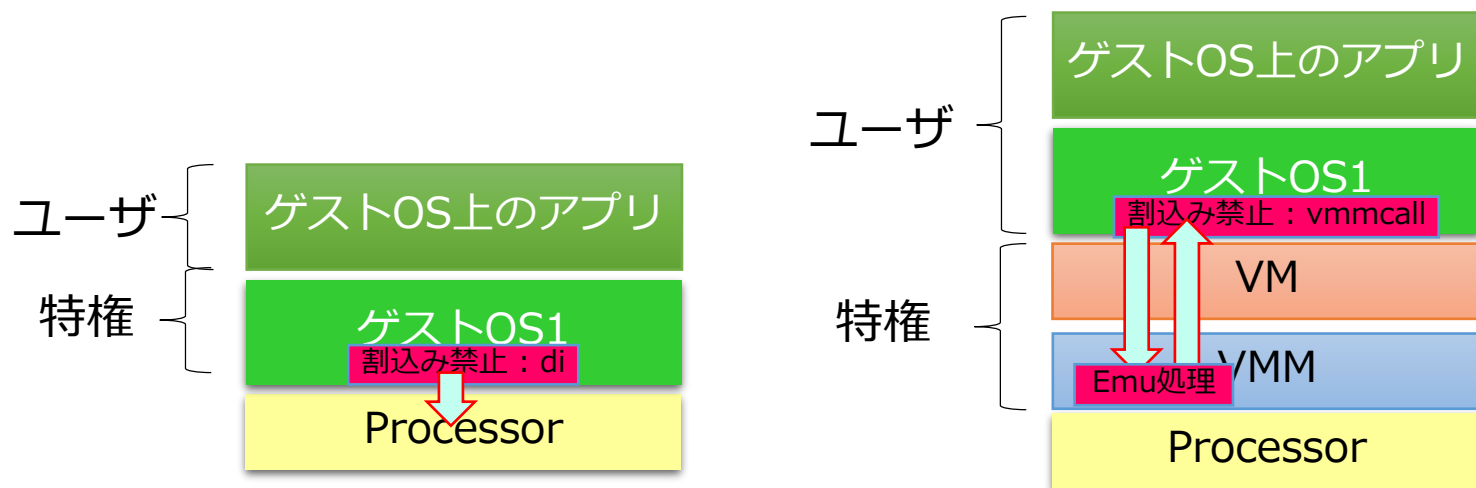 ユーザ
特権
ゲストOS上のアプリ
ゲストOS1
割込み禁止：di
Processor
ユーザ
特権
ゲストOS上のアプリ
ゲストOS1
割込み禁止：vmmcall
VM
VMM
Emu処理
Processor